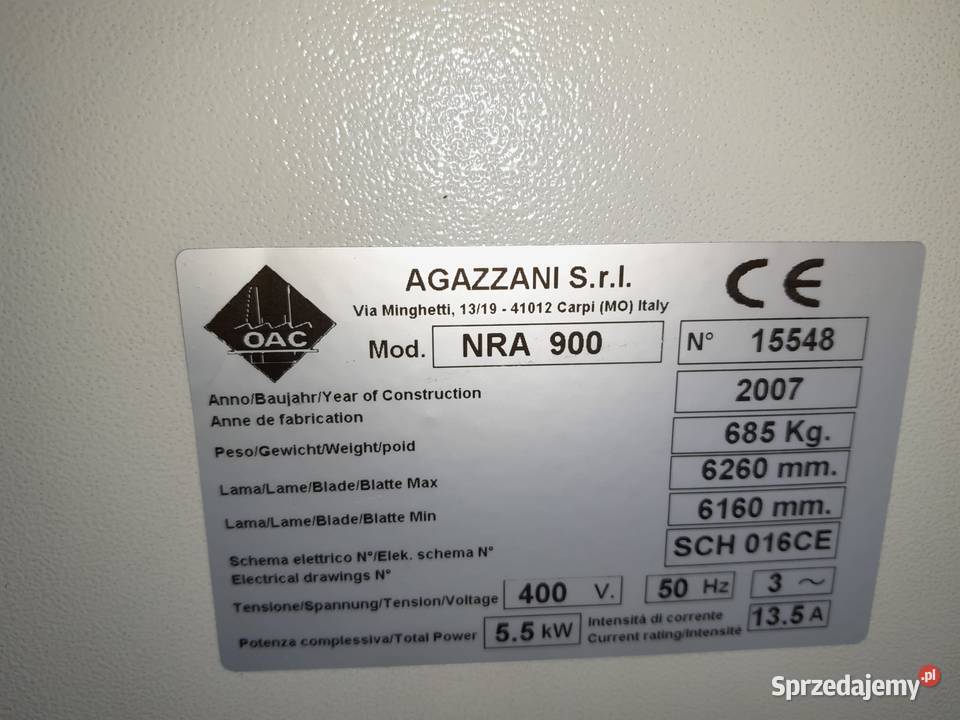 AGAZZANI S.r.l.
CE
Via Minghetti, 13/19 - 41012 Carpi (MO) Italy
OAC
Mod. NRA 900 N° 15548
Anno/Baujahr/Year of Construction 2007
Anne de fabrication
Peso/Gewicht/Weight/poid 685 Kg.
Lama/Lame/Blade/Blatte Max 6260 mm.
Lama/Lame/Blade/Blatte Min 6160 mm.
Schema elettrico N°/Elek. schema N° SCH 016CE
Electrical drawings N°
Tensione/Spannung/Tension/Voltage 400 V. 50 Hz 3 ~
Potenza complessiva/Total Power 5.5 kW Intensità di corrente 13.5 A
Current rating/Intensité
Sprzedajemy.pl